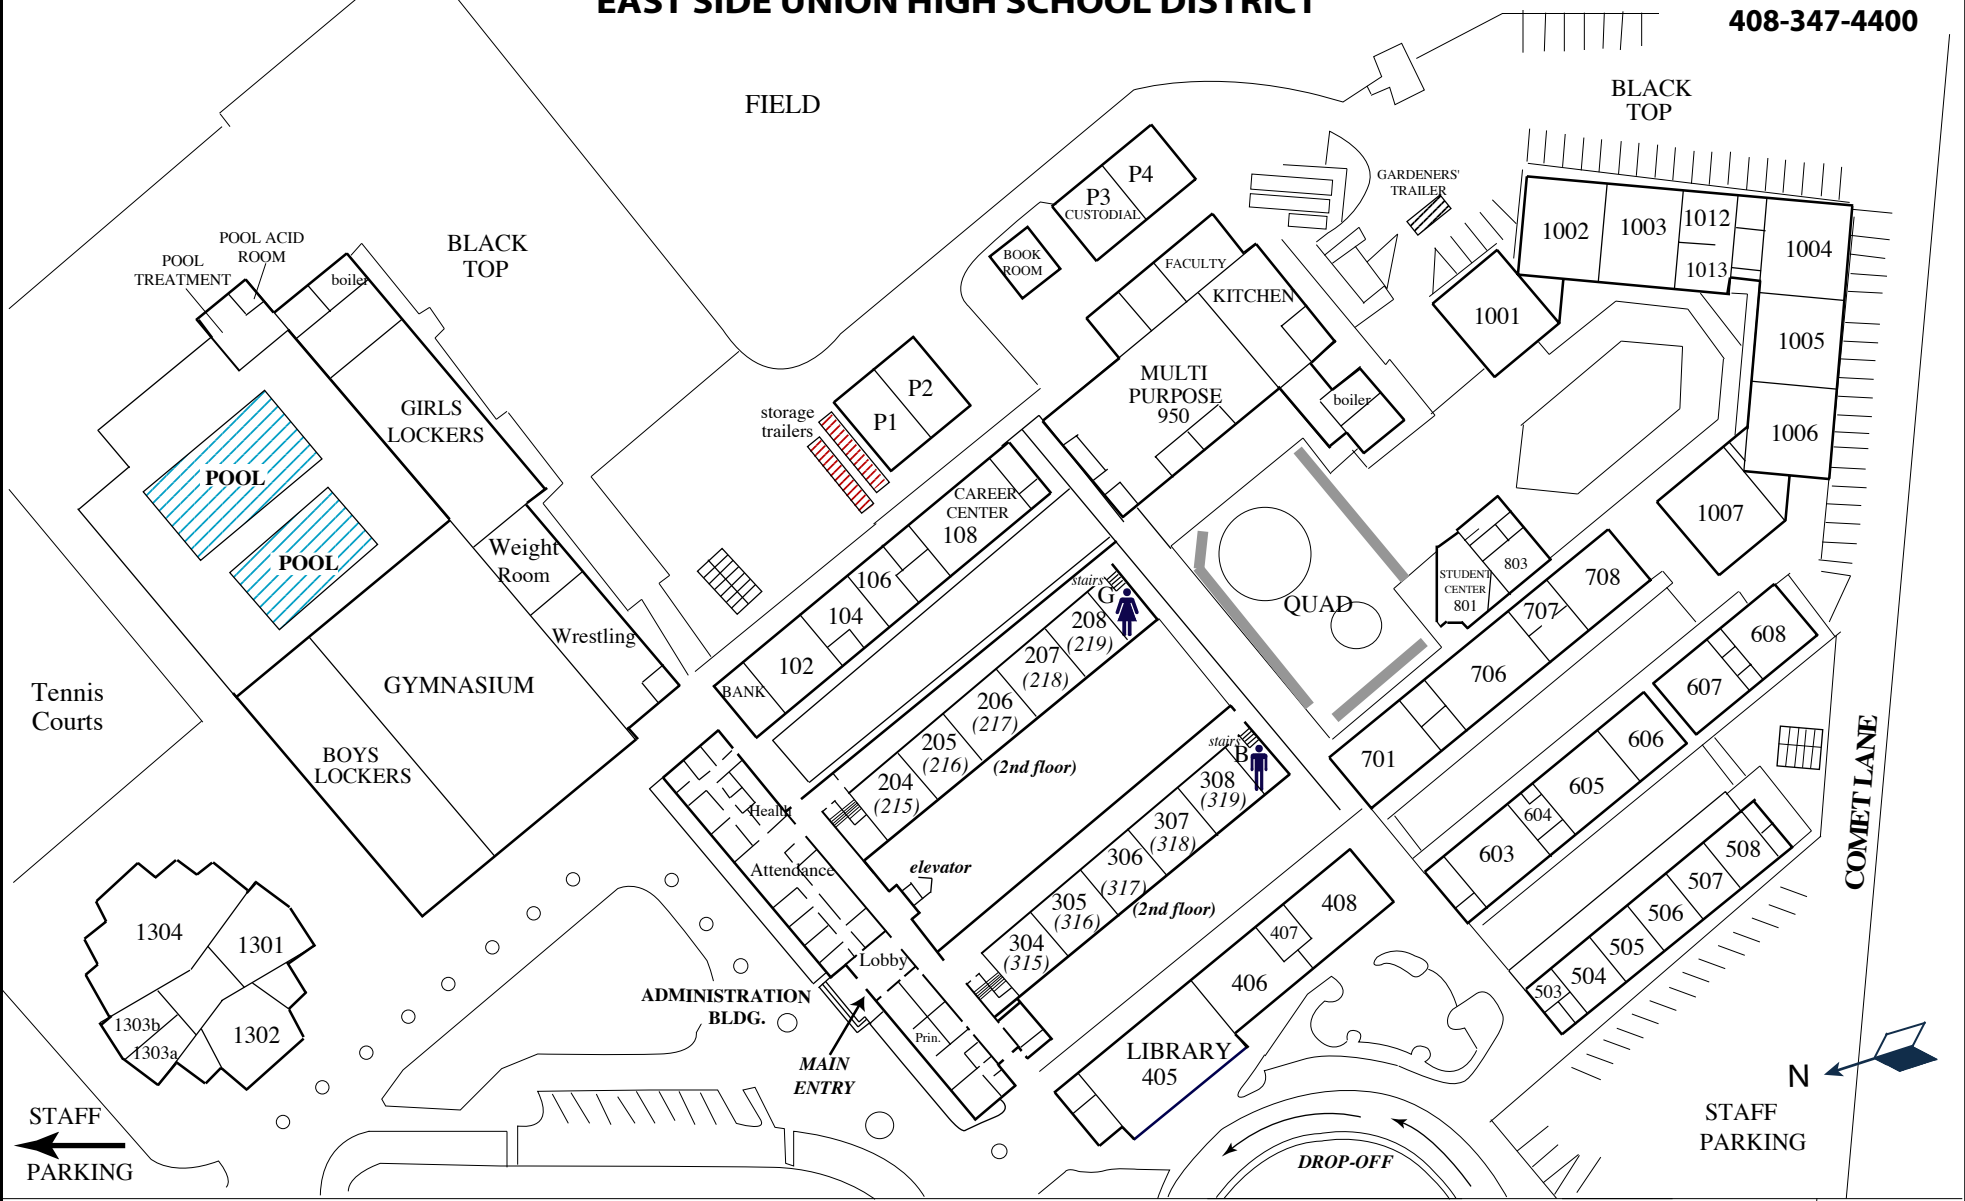 EAST SIDE UNION HIGH SCHOOL DISTRICT
408-347-4400
FIELD
BLACK
TOP
P4
P3
CUSTODIAL
GARDENERS'
TRAILER
1002
1003
1012
1013
1004
1005
1006
1001
1007
BOOK
ROOM
FACULTY
KITCHEN
MULTI
PURPOSE
950
boiler
POOL ACID
ROOM
POOL
TREATMENT
boiler
BLACK
TOP
GIRLS
LOCKERS
POOL
POOL
Weight
Room
Wrestling
GYMNASIUM
BOYS
LOCKERS
Tennis
Courts
storage
trailers
P2
P1
CAREER
CENTER
108
106
104
102
BANK
stairs
G
208
(219)
207
(218)
206
(217)
205
(216)
204
(215)
(2nd floor)
QUAD
STUDENT
CENTER
801
803
708
707
706
701
608
607
606
605
604
603
508
507
506
505
504
503
COMET LANE
stairs
B
308
(319)
307
(318)
306
(317)
305
(316)
304
(315)
(2nd floor)
elevator
Health
Attendance
Lobby
Prin.
ADMINISTRATION
BLDG.
MAIN
ENTRY
408
407
406
LIBRARY
405
1304
1301
1303b
1303a
1302
STAFF
PARKING
DROP-OFF
N
STAFF
PARKING